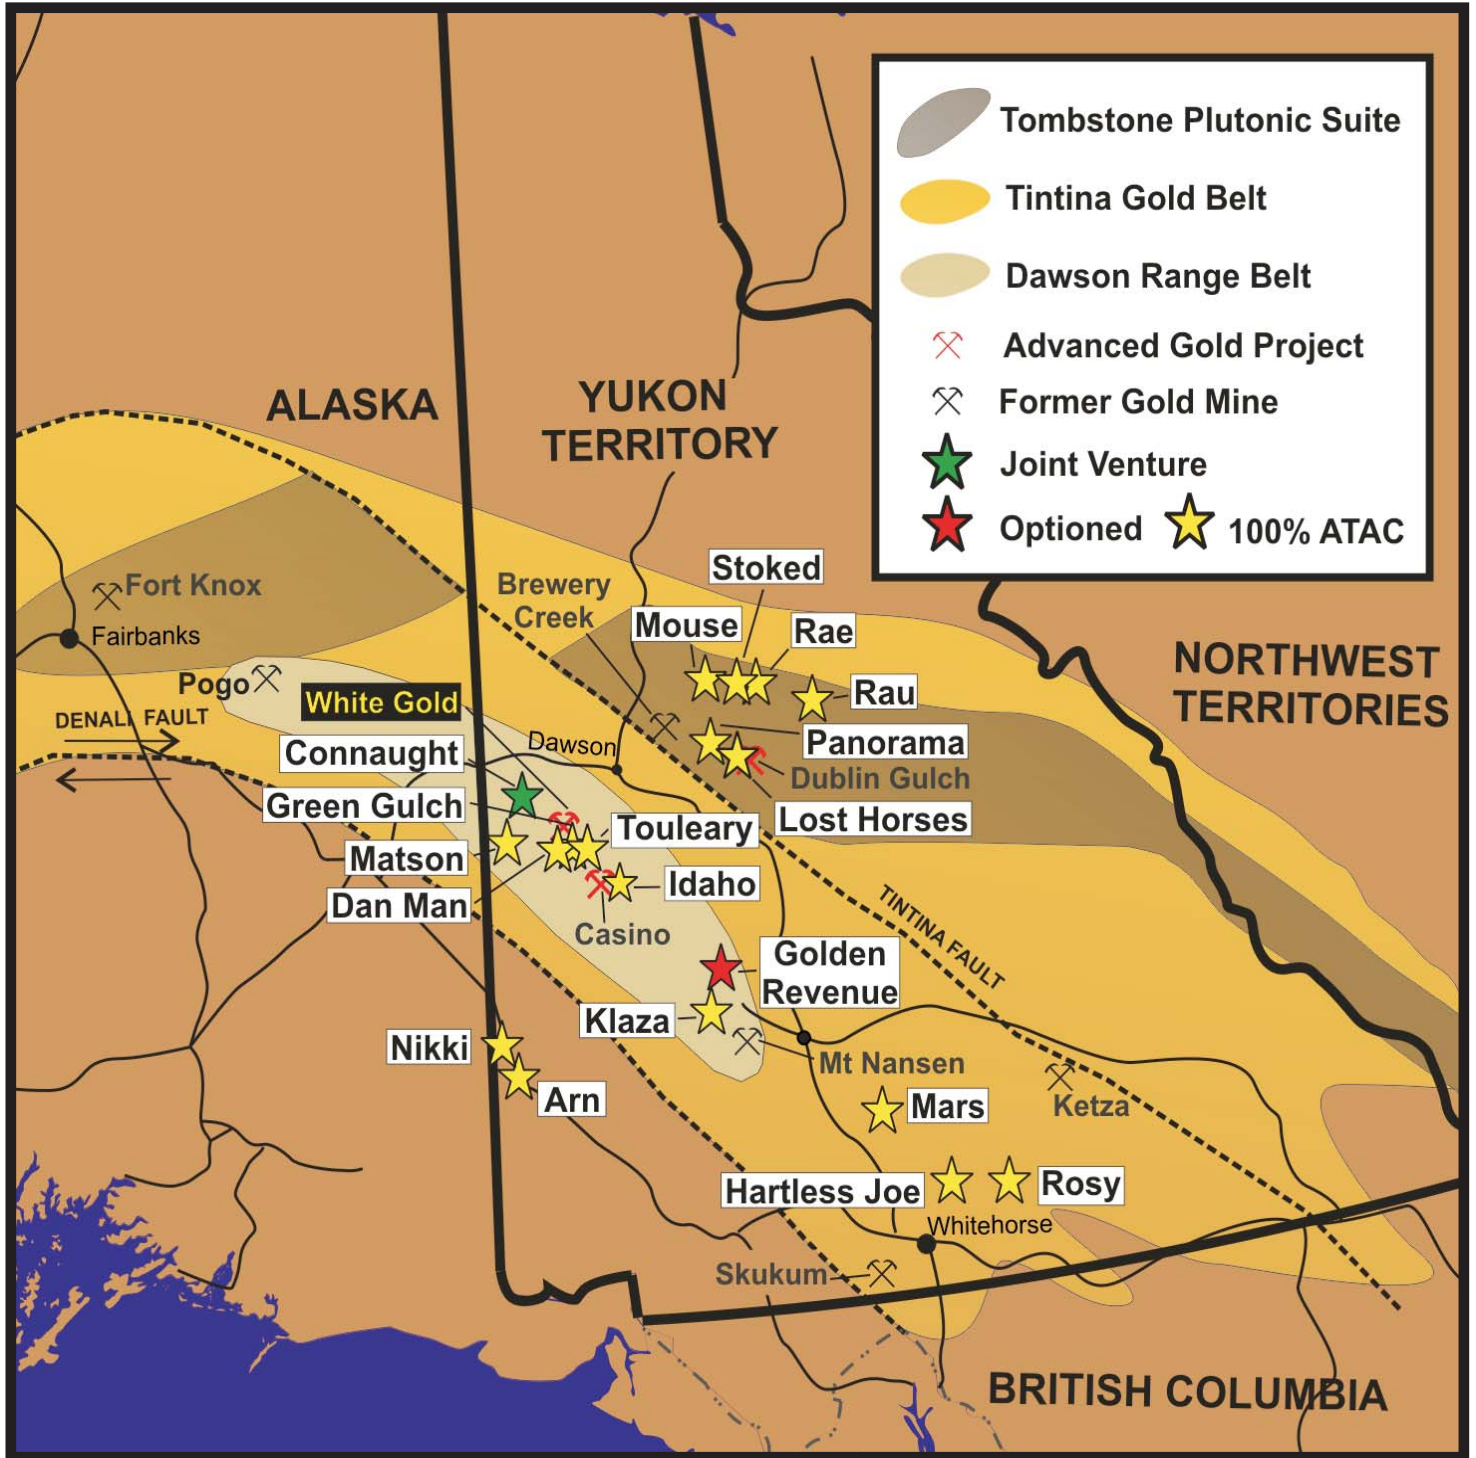 Tombstone Plutonic Suite
Tintina Gold Belt
Dawson Range Belt
Advanced Gold Project
Former Gold Mine
Joint Venture
Optioned
100% ATAC
ALASKA
YUKON
TERRITORY
NORTHWEST
TERRITORIES
Stoked
Brewery
Creek
Mouse
Rae
Fort Knox
Fairbanks
Pogo
White Gold
Rau
DENALI FAULT
Connaught
Dawson
Panorama
Dublin Gulch
Green Gulch
Touleary
Lost Horses
Matson
Idaho
Dan Man
Casino
TINTINA FAULT
Golden
Revenue
Klaza
Nikki
Mt Nansen
Arn
Mars
Ketza
Hartless Joe
Rosy
Whitehorse
Skukum
BRITISH COLUMBIA